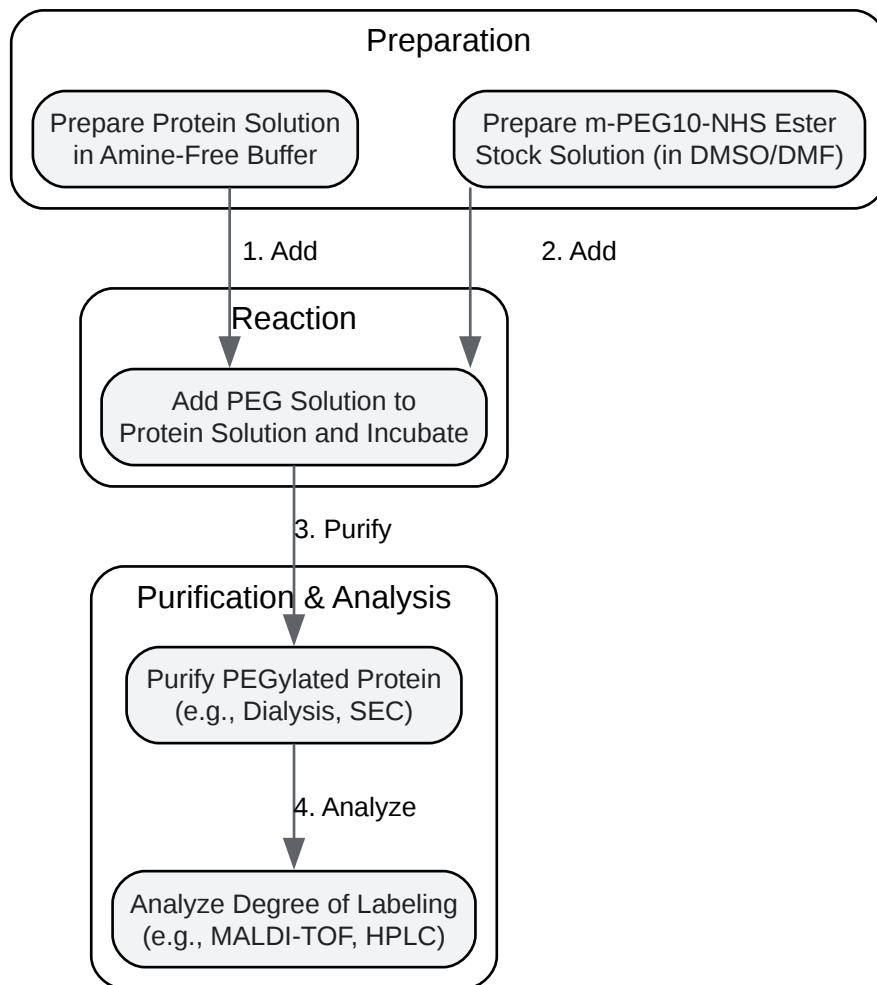 Preparation
Prepare Protein Solution
in Amine-Free Buffer
Prepare m-PEG10-NHS Ester
Stock Solution (in DMSO/DMF)
1. Add
2. Add
Reaction
Add PEG Solution to
Protein Solution and Incubate
3. Purify
Purification & Analysis
Purify PEGylated Protein
(e.g., Dialysis, SEC)
4. Analyze
Analyze Degree of Labeling
(e.g., MALDI-TOF, HPLC)